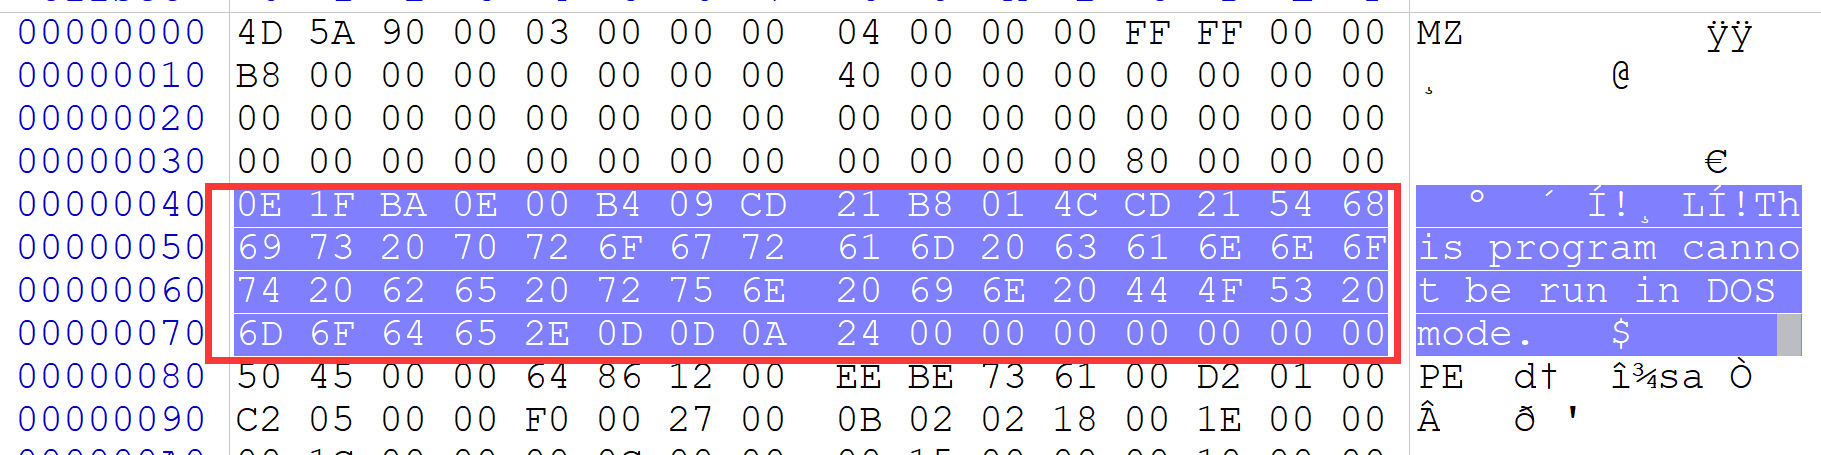 00000000 4D 5A 90 00 03 00 00 00 04 00 00 00 FF FF 00 00 MZ ÿÿ
00000010 B8 00 00 00 00 00 00 00 40 00 00 00 00 00 00 00 ¸ @
00000020 00 00 00 00 00 00 00 00 00 00 00 00 00 00 00 00
00000030 00 00 00 00 00 00 00 00 00 00 00 00 80 00 00 00 €
00000040 0E 1F BA 0E 00 B4 09 CD 21 B8 01 4C CD 21 54 68 º ´ Í!¸ LÍ!Th
00000050 69 73 20 70 72 6F 67 72 61 6D 20 63 61 6E 6E 6F is program canno
00000060 74 20 62 65 20 72 75 6E 20 69 6E 20 44 4F 53 20 t be run in DOS
00000070 6D 6F 64 65 2E 0D 0D 0A 24 00 00 00 00 00 00 00 mode. $
00000080 50 45 00 00 64 86 12 00 EE BE 73 61 00 D2 01 00 PE d† î¾sa Ò
00000090 C2 05 00 00 F0 00 27 00 0B 02 02 18 00 1E 00 00 Â ð '